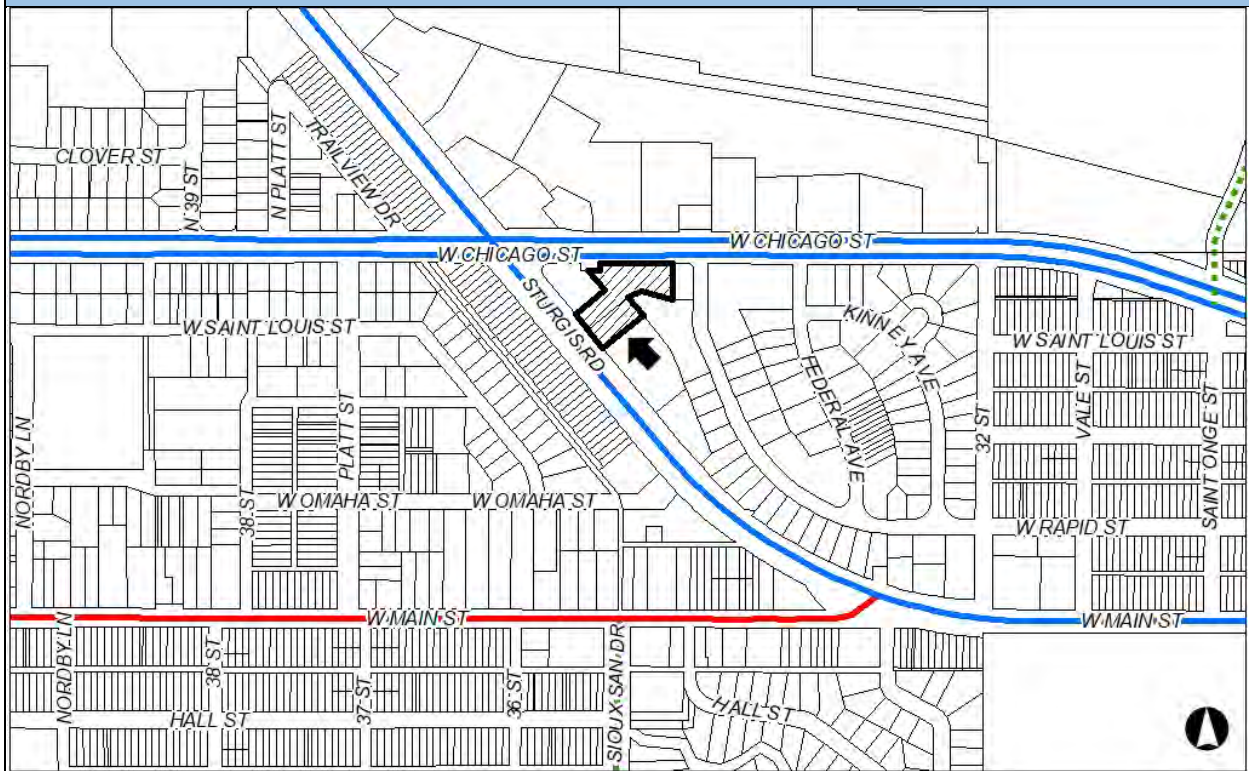 CLOVER ST
N 39 ST
N PLATT ST
TRAILVIEW DR
W CHICAGO ST
W CHICAGO ST
STURGIS RD
W SAINT LOUIS ST
KINNEY AVE
W SAINT LOUIS ST
FEDERAL AVE
VALE ST
SAINT ONGE ST
32 ST
NORDBY LN
38 ST
PLATT ST
W OMAHA ST
W OMAHA ST
W RAPID ST
W MAIN ST
W MAIN ST
NORDBY LN
38 ST
37 ST
36 ST
SIOUX SAN DR
HALL ST
HALL ST